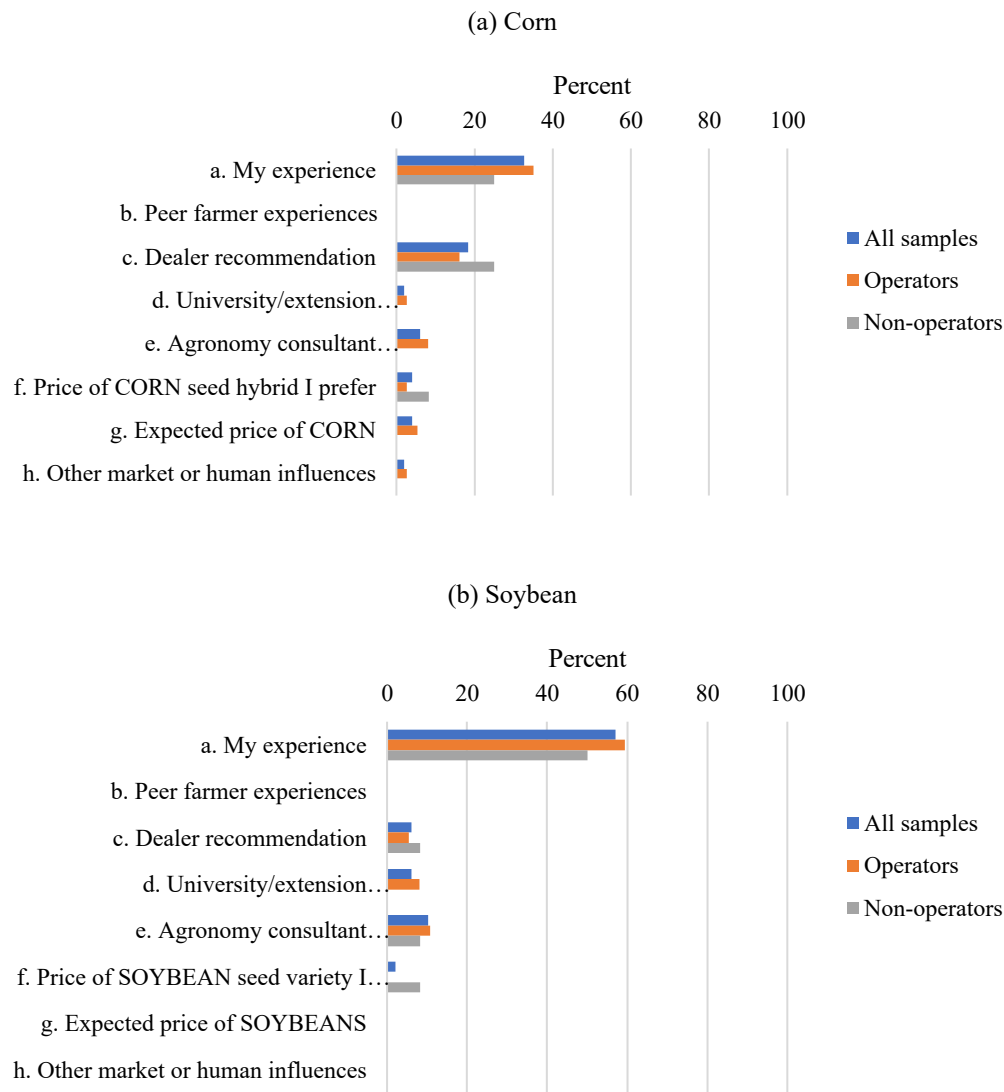 (a) Corn
Percent
0 20 40 60 80 100
a. My experience
b. Peer farmer experiences
c. Dealer recommendation
d. University/extension…
e. Agronomy consultant…
f. Price of CORN seed hybrid I prefer
g. Expected price of CORN
h. Other market or human influences
All samples
Operators
Non-operators
(b) Soybean
Percent
0 20 40 60 80 100
a. My experience
b. Peer farmer experiences
c. Dealer recommendation
d. University/extension…
e. Agronomy consultant…
f. Price of SOYBEAN seed variety I…
g. Expected price of SOYBEANS
h. Other market or human influences
All samples
Operators
Non-operators